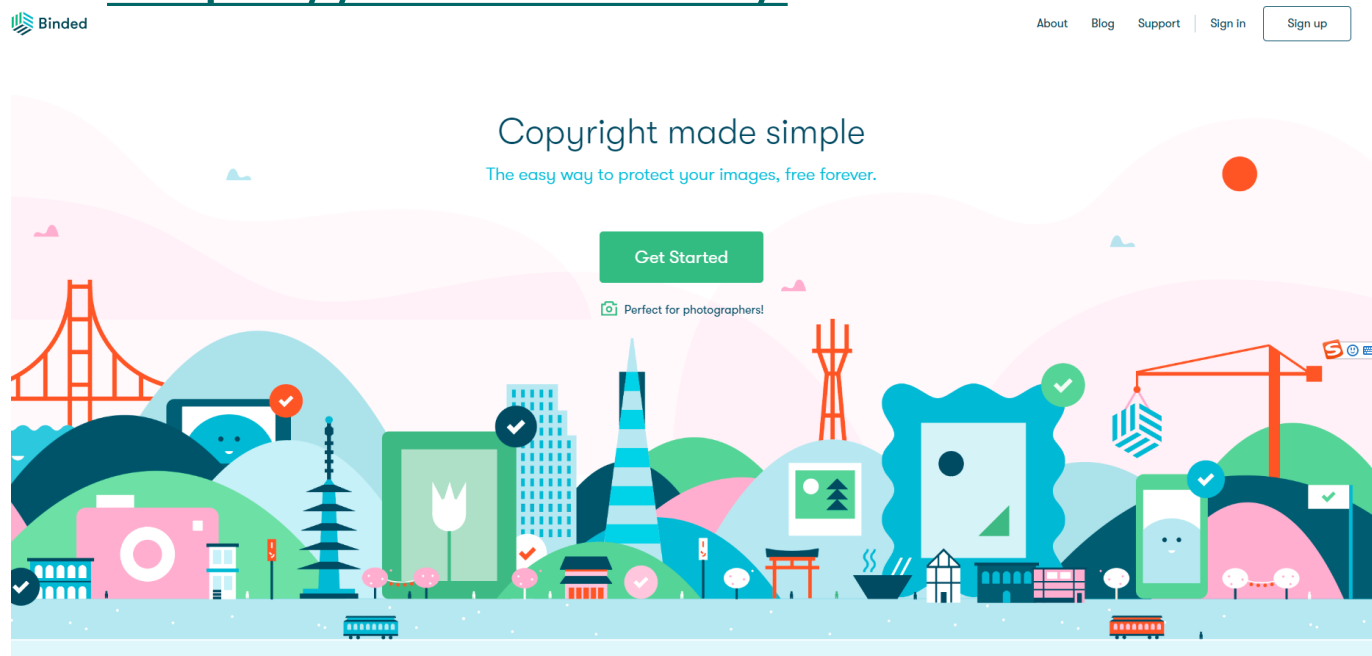 Binded
About Blog Support Sign in Sign up
Copyright made simple
The easy way to protect your images, free forever.
Get Started
Perfect for photographers!